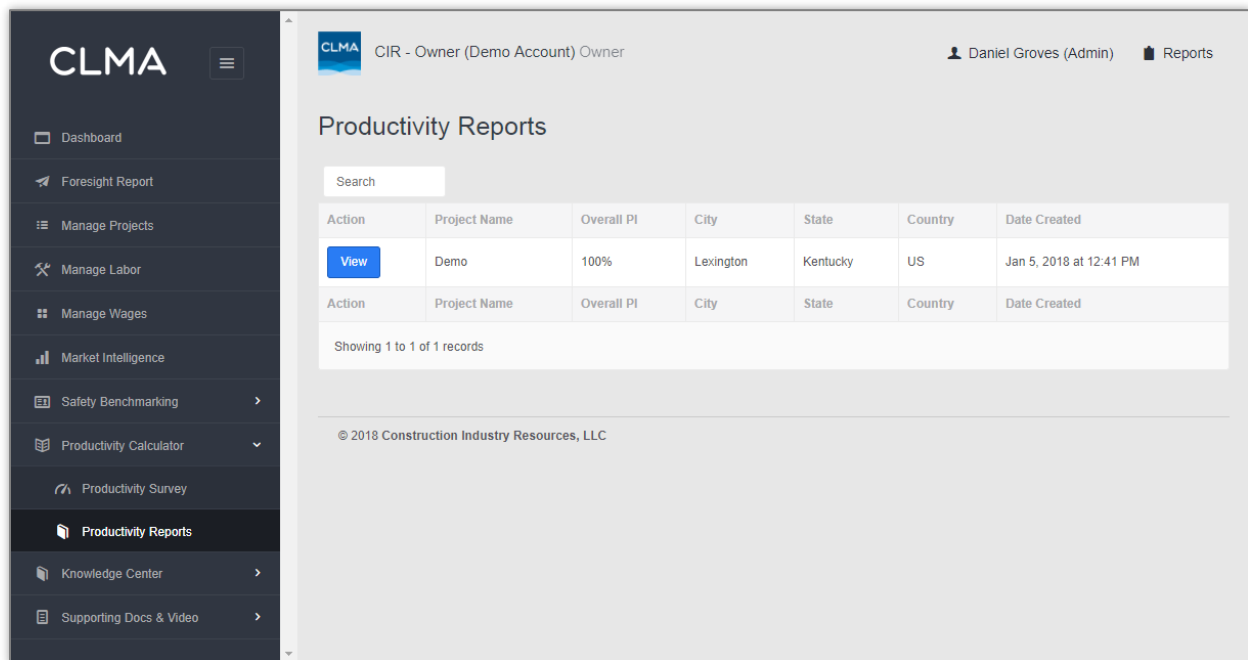 CLMA
Dashboard
Foresight Report
Manage Projects
Manage Labor
Manage Wages
Market Intelligence
Safety Benchmarking
Productivity Calculator
Productivity Survey
Productivity Reports
Knowledge Center
Supporting Docs & Video
CLMA CIR - Owner (Demo Account) Owner
Daniel Groves (Admin) Reports
Productivity Reports
Search
Action Project Name Overall PI City State Country Date Created
View Demo 100% Lexington Kentucky US Jan 5, 2018 at 12:41 PM
Action Project Name Overall PI City State Country Date Created
Showing 1 to 1 of 1 records
© 2018 Construction Industry Resources, LLC